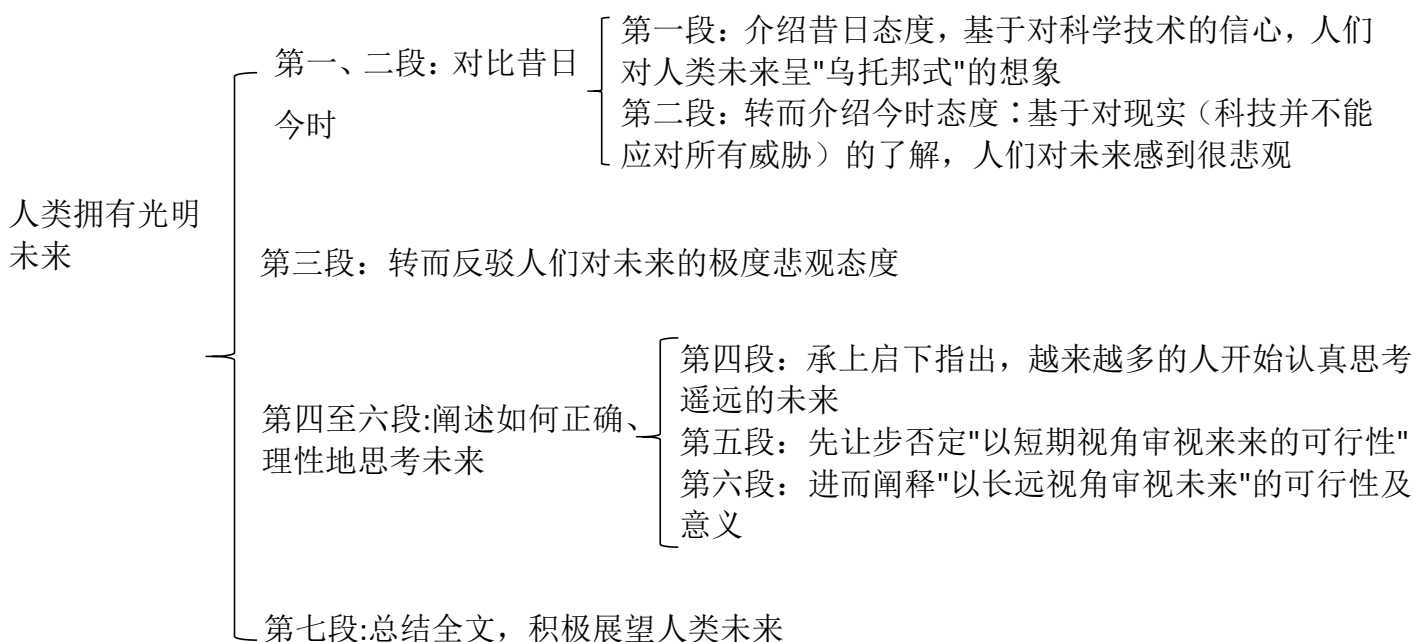 人类拥有光明
未来
第一、二段：对比昔日
今时
第一段：介绍昔日态度，基于对科学技术的信心，人们
对人类未来呈"乌托邦式"的想象
第二段：转而介绍今时态度：基于对现实（科技并不能
应对所有威胁）的了解，人们对未来感到很悲观
第三段：转而反驳人们对未来的极度悲观态度
第四至六段:阐述如何正确、
理性地思考未来
第四段：承上启下指出，越来越多的人开始认真思考
遥远的未来
第五段：先让步否定"以短期视角审视来来的可行性"
第六段：进而阐释"以长远视角审视未来"的可行性及
意义
第七段:总结全文，积极展望人类未来